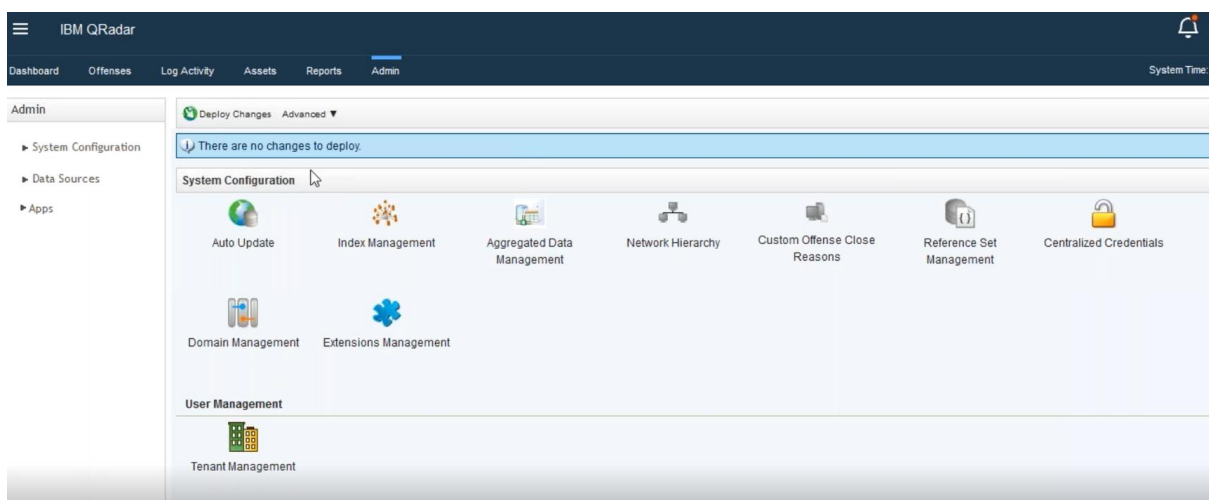 IBM QRadar
Dashboard Offenses Log Activity Assets Reports Admin System Time:
Admin
Deploy Changes Advanced ▼
There are no changes to deploy.
System Configuration
Data Sources
Apps
System Configuration
Auto Update
Index Management
Aggregated Data
Management
Network Hierarchy
Custom Offense Close
Reasons
Reference Set
Management
Centralized Credentials
Domain Management
Extensions Management
User Management
Tenant Management